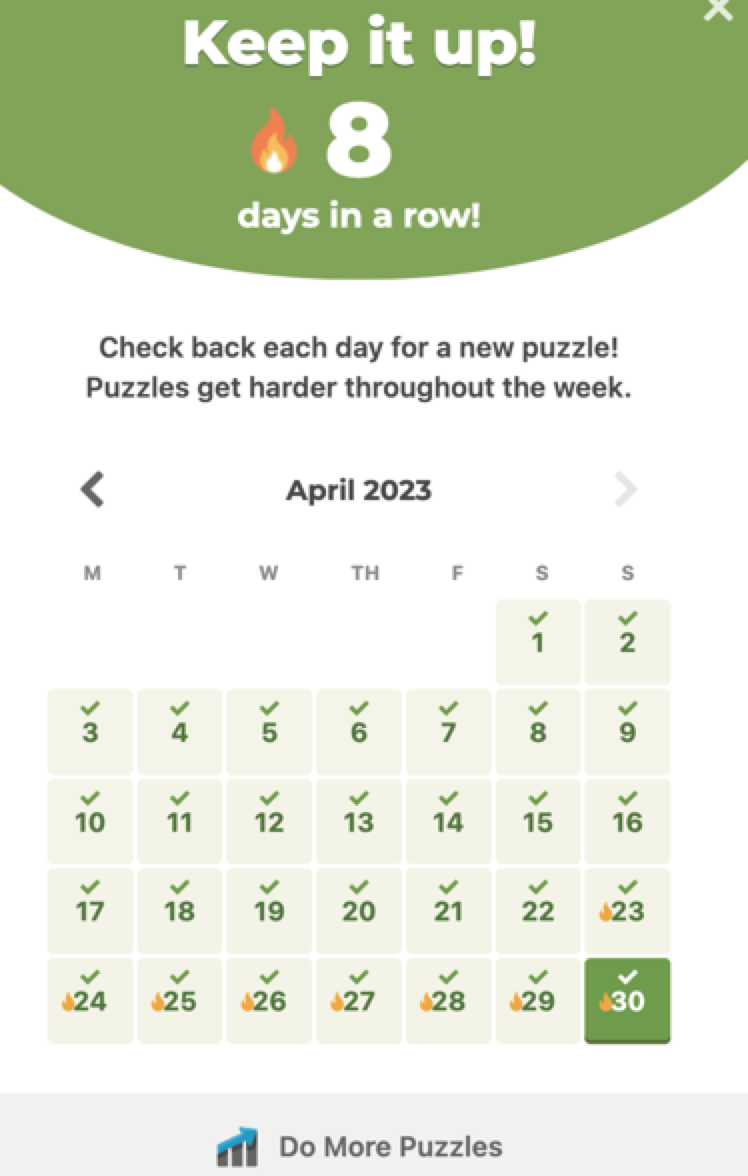 Keep it up!
8
days in a row!
Check back each day for a new puzzle!
Puzzles get harder throughout the week.
April 2023
M T W TH F S S
1 2
3 4 5 6 7 8 9
10 11 12 13 14 15 16
17 18 19 20 21 22 23
24 25 26 27 28 29 30
Do More Puzzles